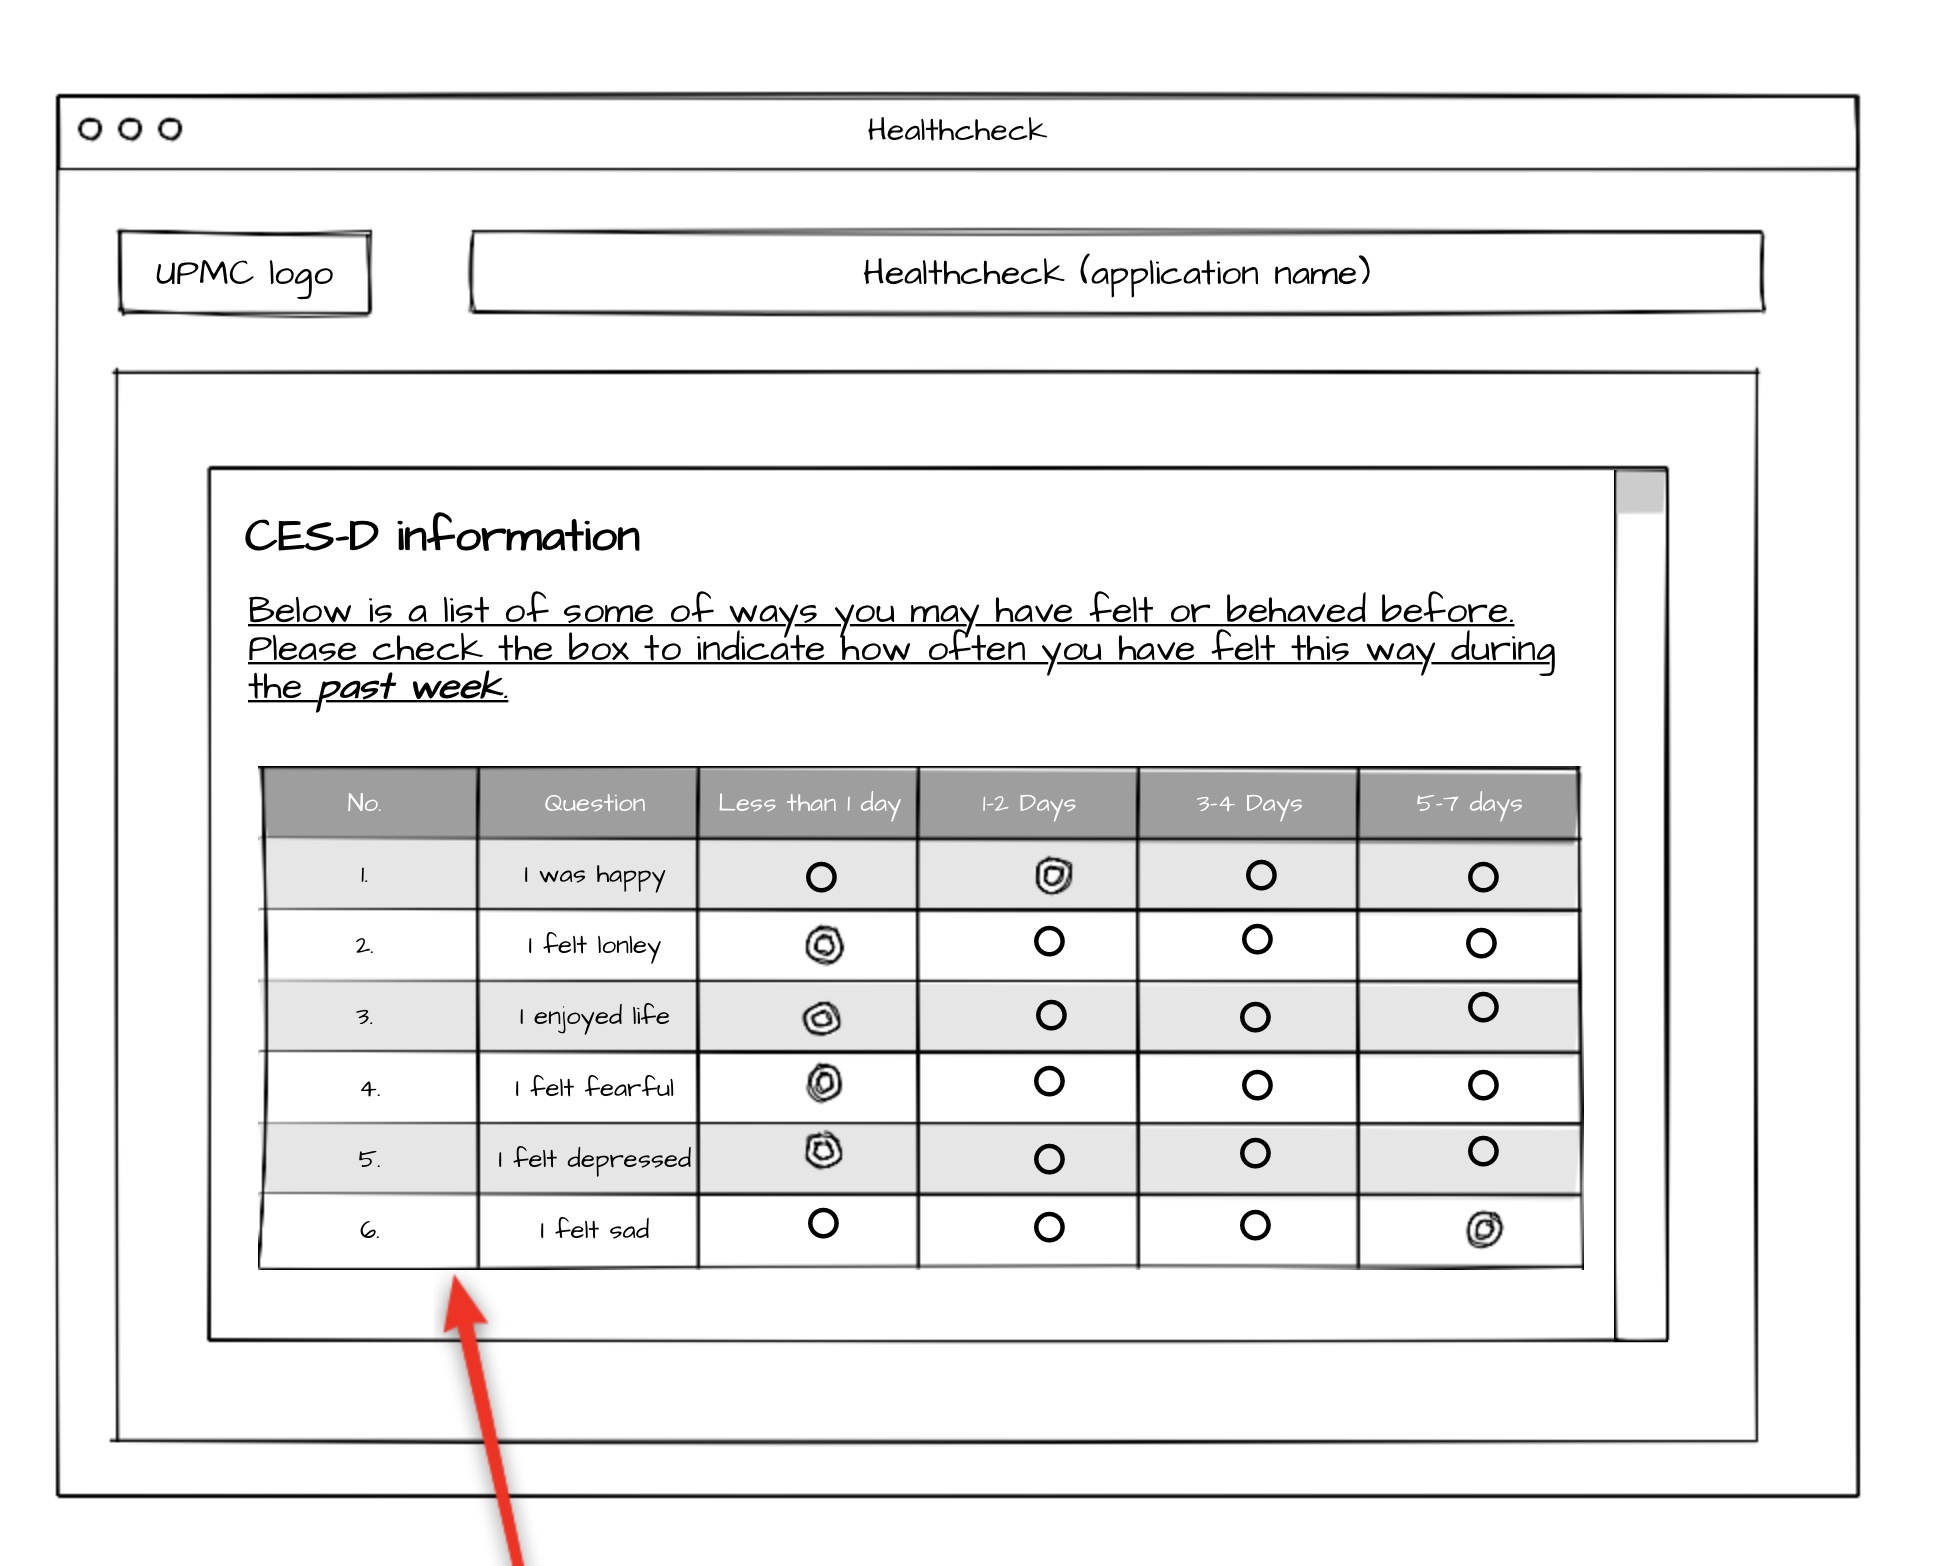 Healthcheck
UPMC logo
Healthcheck (application name)
CES-D information
Below is a list of some of ways you may have felt or behaved before.
Please check the box to indicate how often you have felt this way during
the past week.
No. Question Less than 1 day 1-2 Days 3-4 Days 5-7 days
1. I was happy
2. I felt lonley
3. I enjoyed life
4. I felt fearful
5. I felt depressed
6. I felt sad